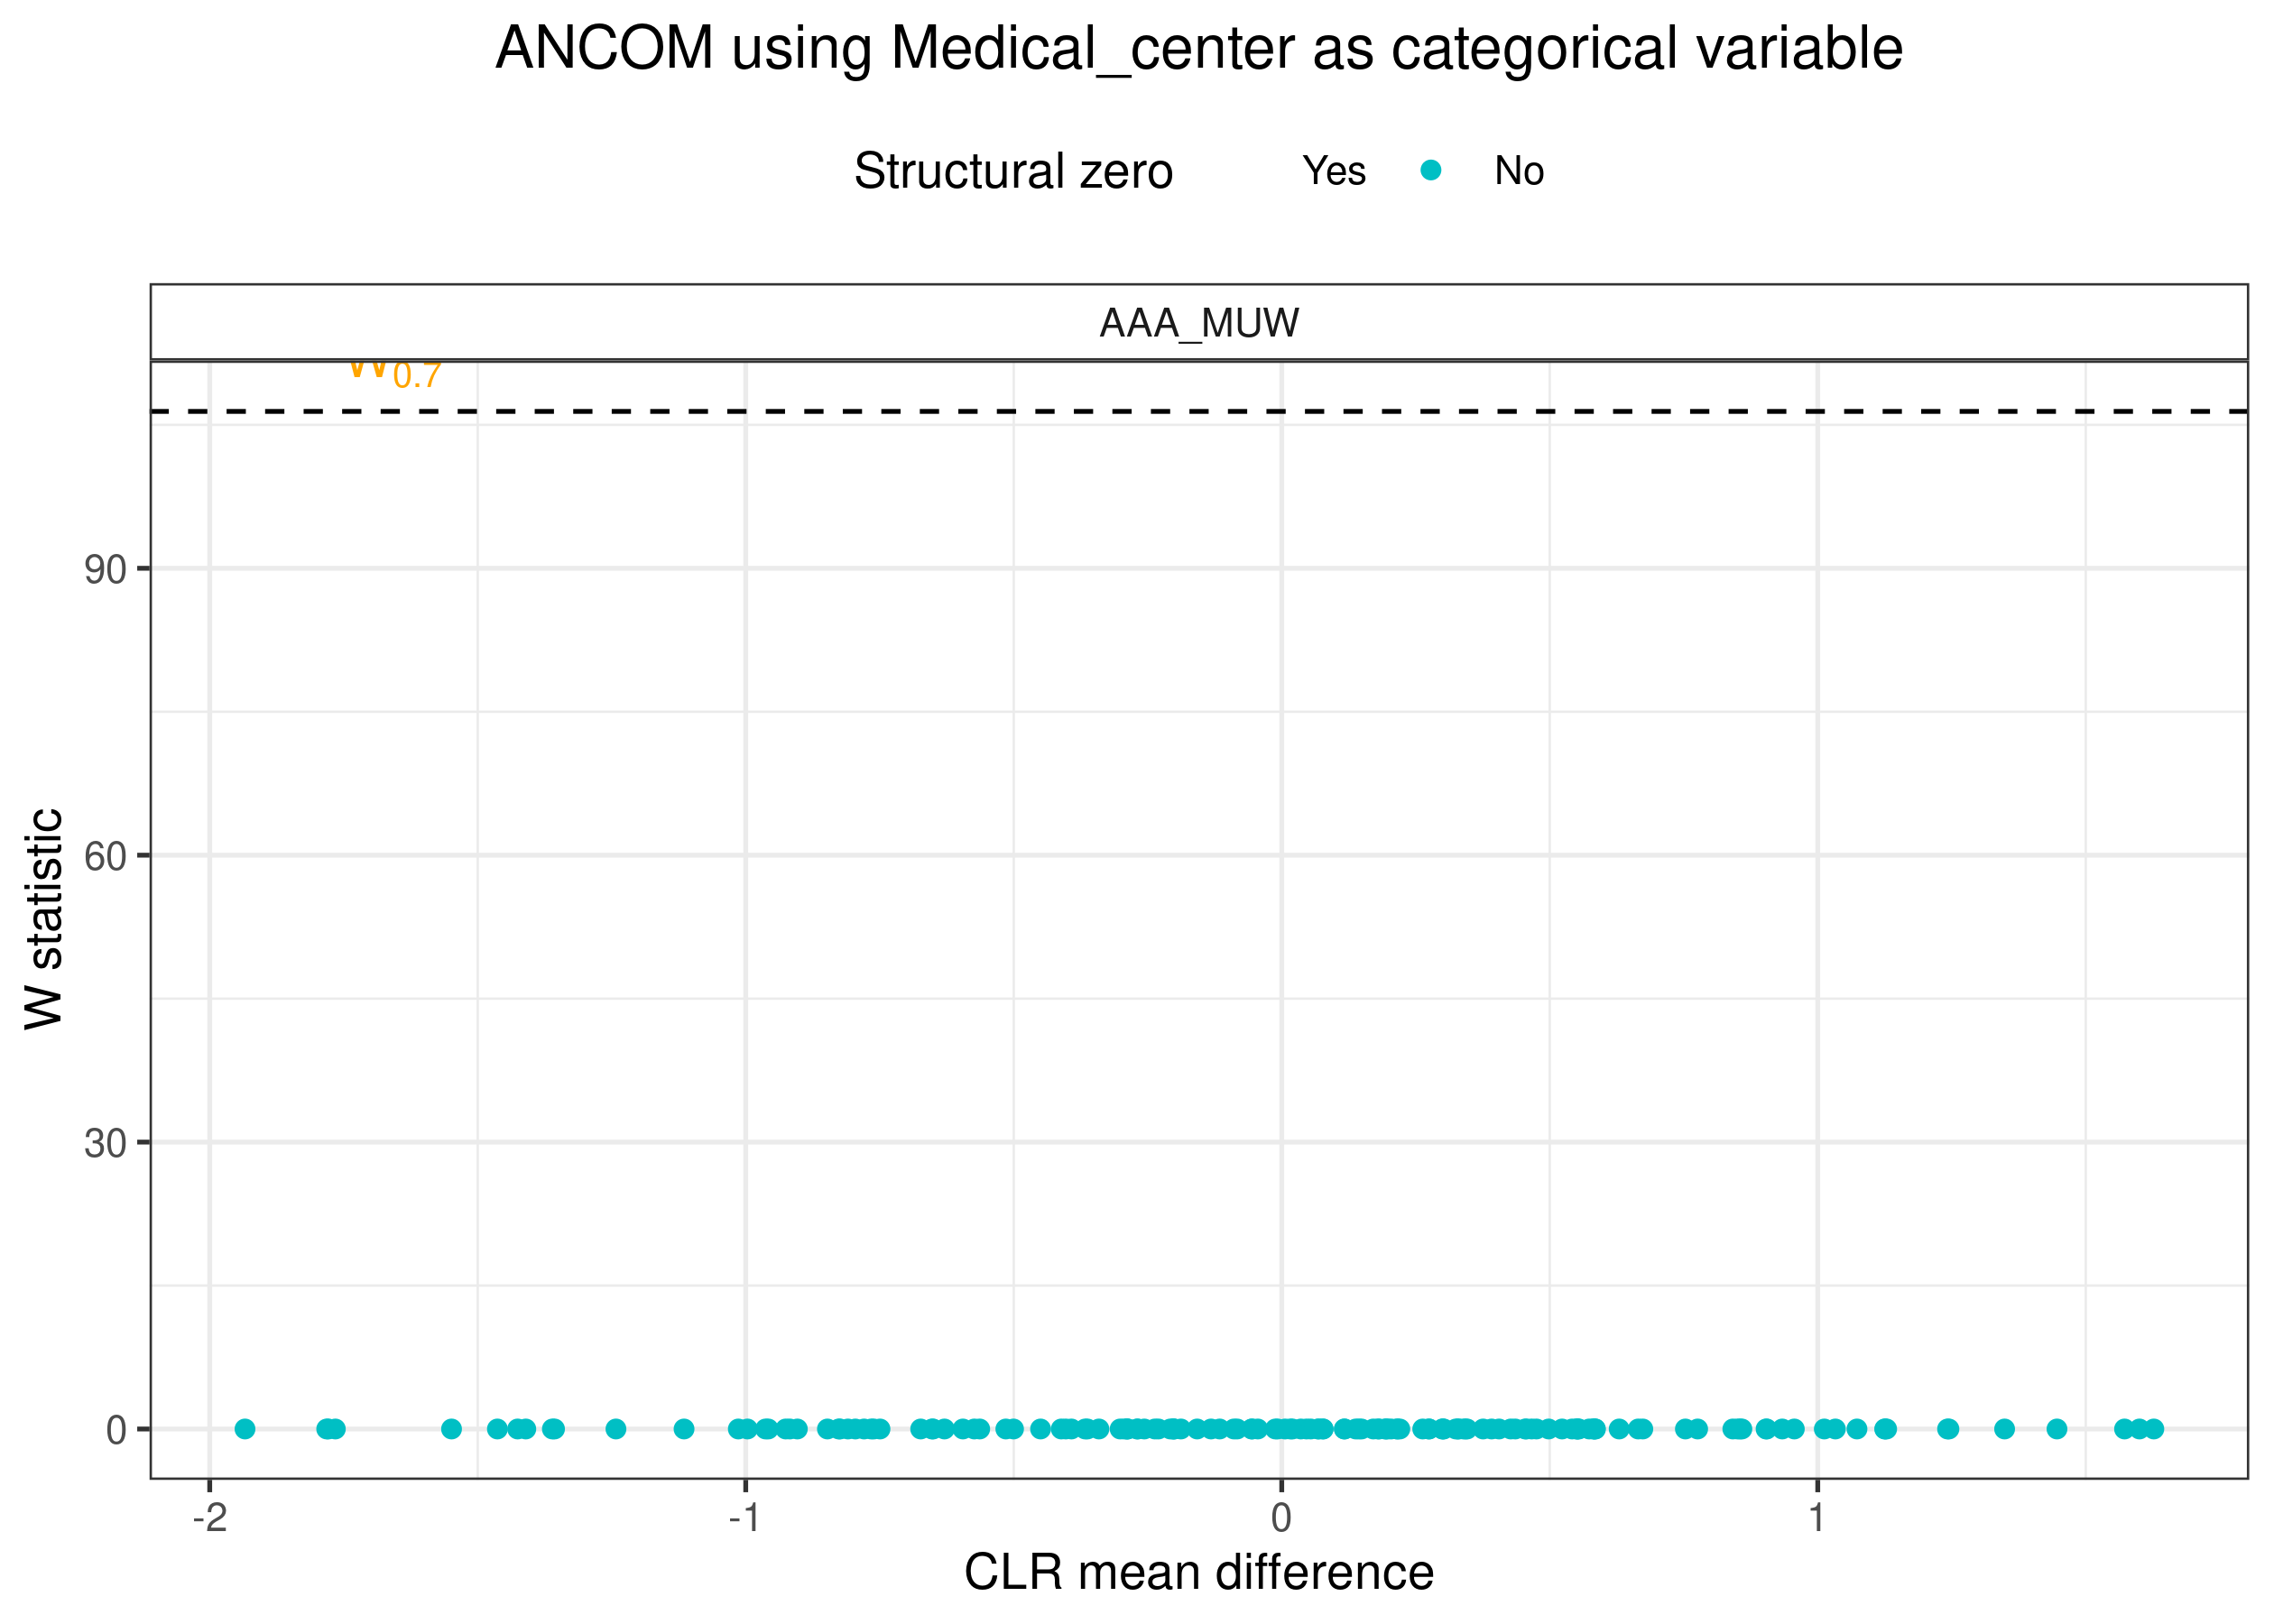 ANCOM using Medical_center as categorical variable
Structural zero Yes No
AAA_MUW
W0.7
90
60
30
0
W statistic
-2 -1 0 1
CLR mean difference